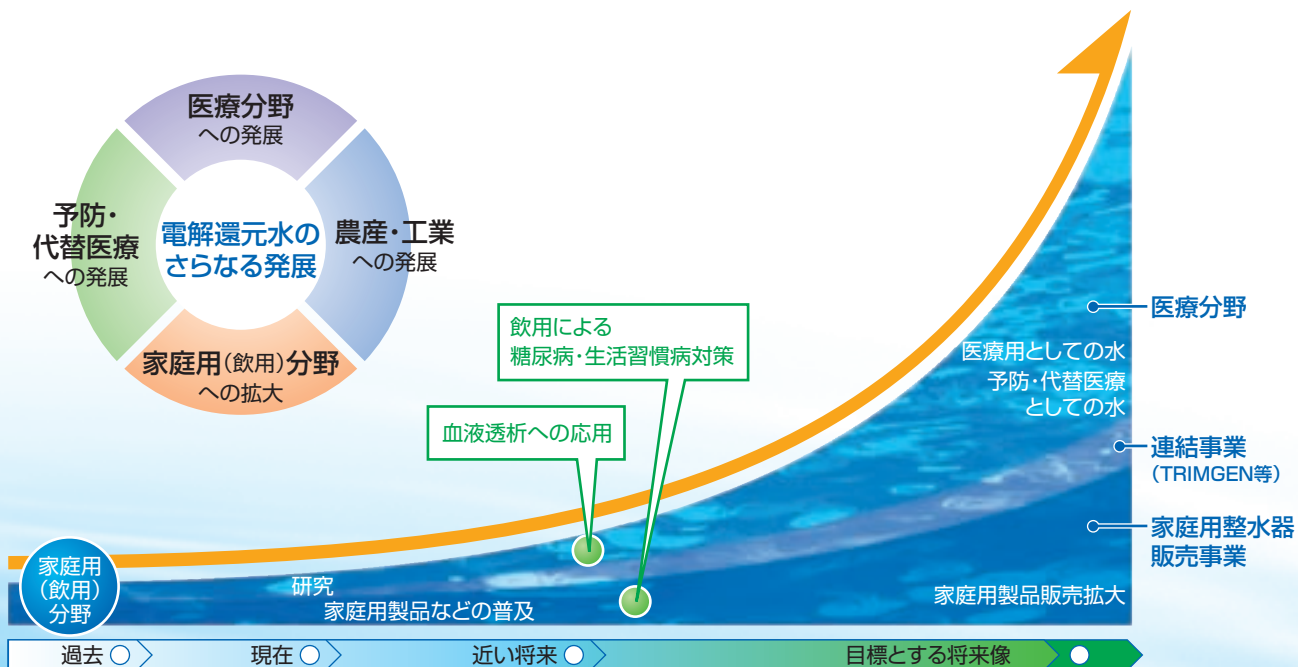 医療分野
への発展
予防・
代替医療
への発展
電解還元水の
さらなる発展
農産・工業
への発展
家庭用(飲用)分野
への拡大
飲用による
糖尿病・生活習慣病対策
血液透析への応用
医療分野
医療用としての水
予防・代替医療
としての水
連結事業
(TRIMGEN等)
家庭用整水器
販売事業
家庭用
(飲用)
分野
研究
家庭用製品などの普及
家庭用製品販売拡大
過去
現在
近い将来
目標とする将来像